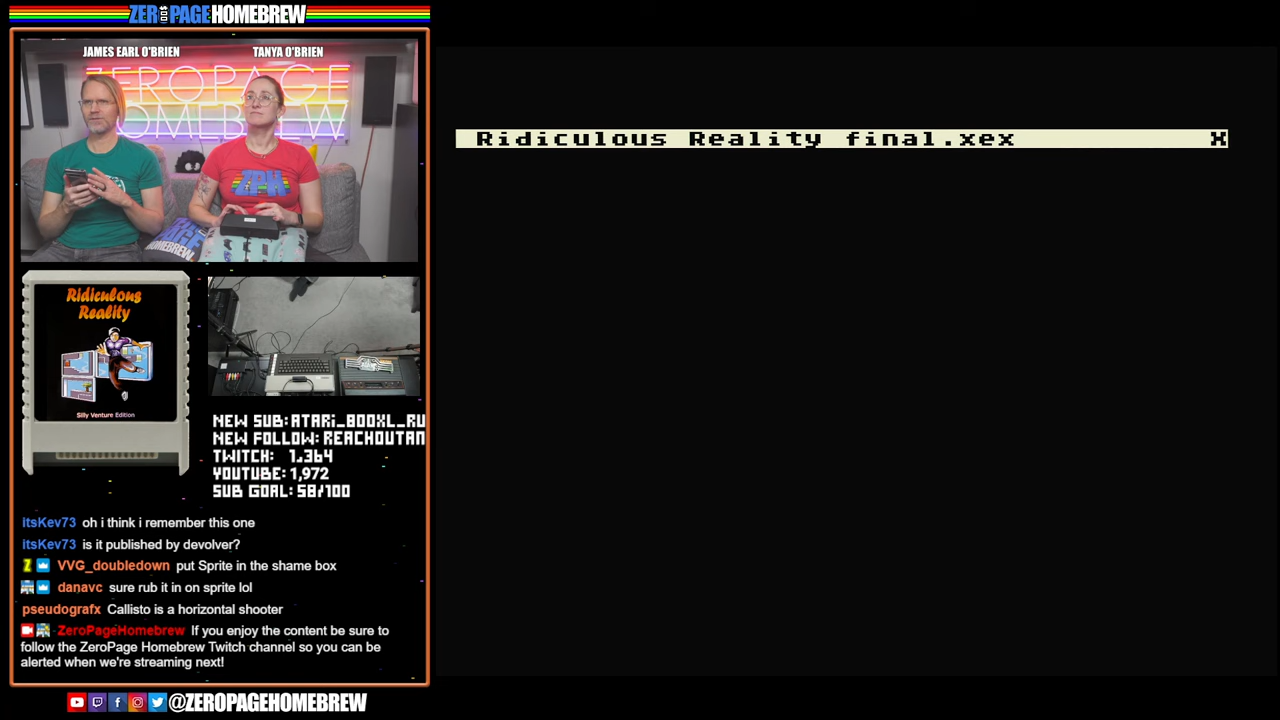 ZEROPAGE HOMEBREW
JAMES EARL O'BRIEN
TANYA O'BRIEN
ZEROPAGE
HOMEBREW
ZPH
Ridiculous Reality final.xex X
Ridiculous
Reality
Silly Venture Edition
NEW SUB: ATARI_800XL_RU
NEW FOLLOW: REACHOUTAN
TWITCH: 1,364
YOUTUBE: 1,972
SUB GOAL: 58/100
itsKev73 oh i think i remember this one
itsKev73 is it published by devolver?
VVG_doubledown put Sprite in the shame box
danavc sure rub it in on sprite lol
pseudografx Callisto is a horizontal shooter
ZeroPageHomebrew If you enjoy the content be sure to
follow the ZeroPage Homebrew Twitch channel so you can be
alerted when we're streaming next!
@ZEROPAGEHOMEBREW